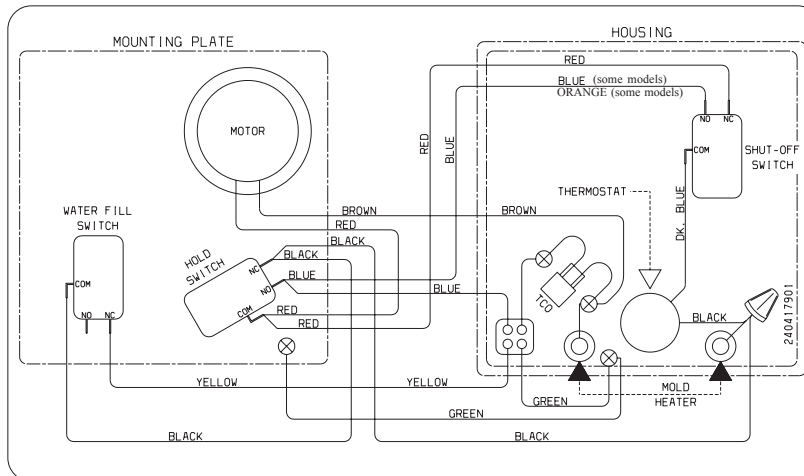 MOUNTING PLATE
HOUSING
RED
BLUE (some models)
ORANGE (some models)
MOTOR
RED
BLUE
NO
NC
COM
SHUT-OFF
SWITCH
THERMOSTAT
DK. BLUE
WATER FILL
SWITCH
BROWN
BROWN
RED
BLACK
BLACK
HOLD
SWITCH
NC
BLUE
NO
BLUE
COM
RED
RED
COM
NO
NC
TCO
BLACK
240417901
YELLOW
YELLOW
MOLD
HEATER
GREEN
GREEN
BLACK
BLACK